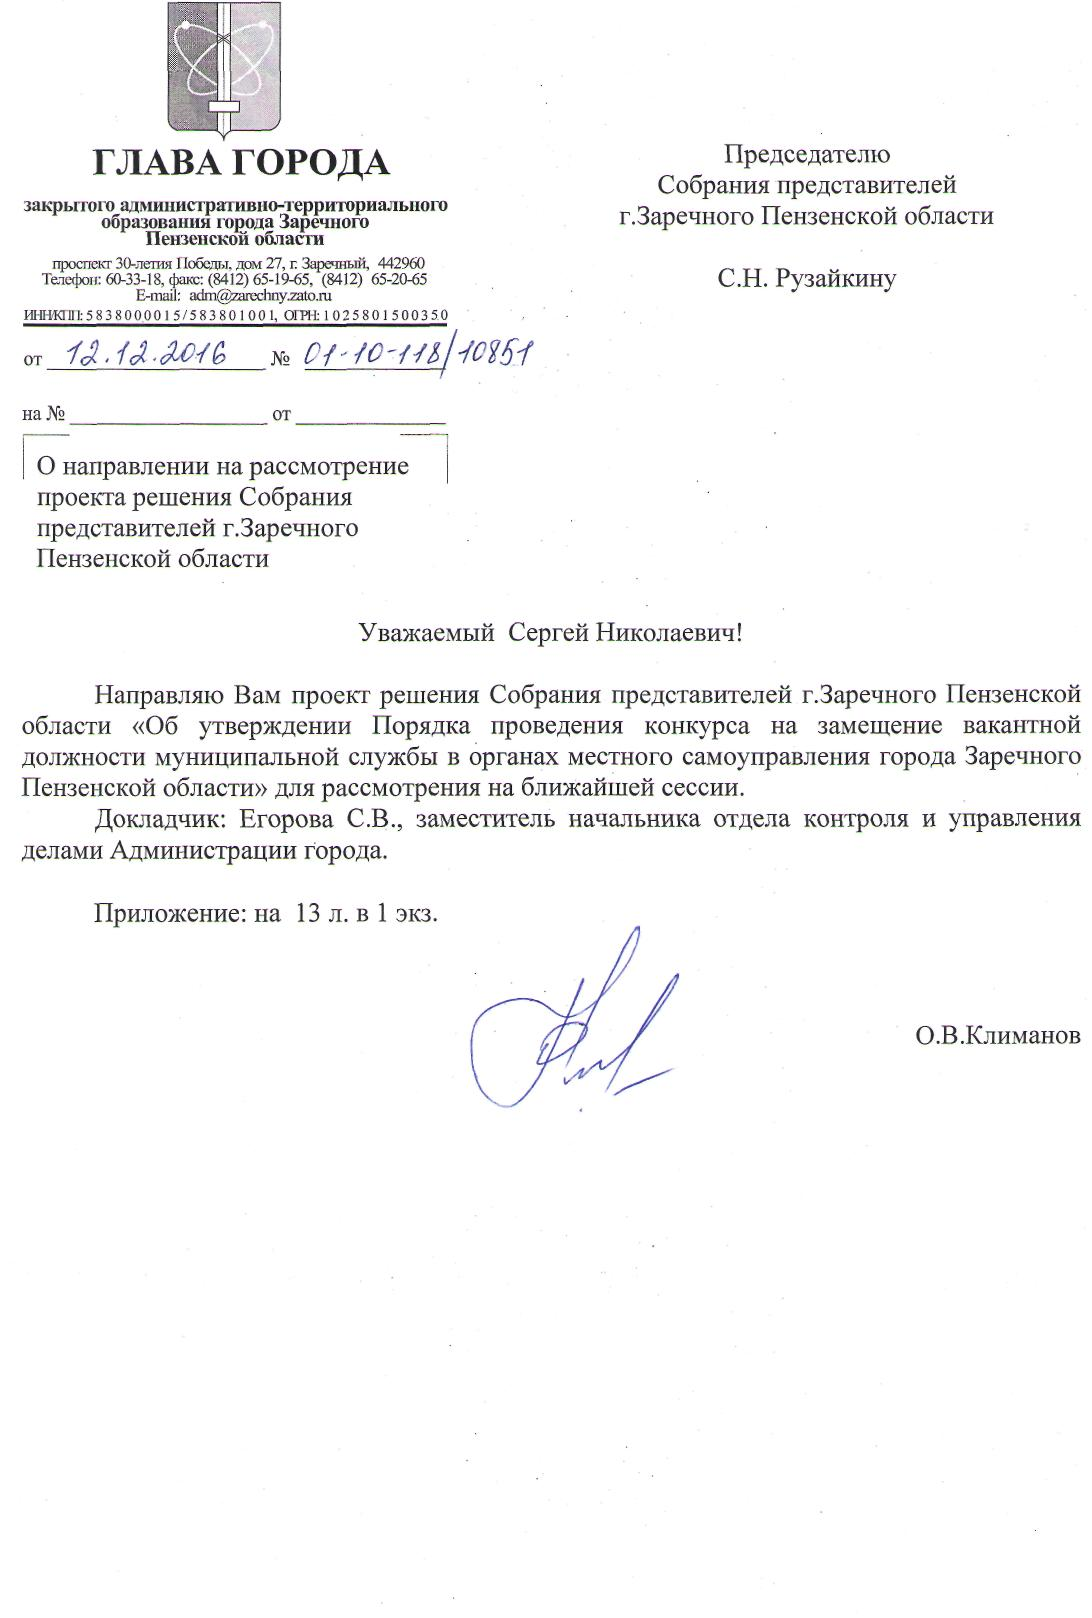 ГЛАВА ГОРОДА
закрытого административно-территориального
образования города Заречного
Пензенской области
проспект 30-летия Победы, дом 27, г. Заречный, 442960
Телефон: 60-33-18, факс: (8412) 65-19-65, (8412) 65-20-65
E-mail: adm@zarechny.zato.ru
ИНН/КПП: 5838000015/583801001, ОГРН: 1025801500350
от 12.12.2016 № 01-10-118/10851
на № ____________ от ____________
О направлении на рассмотрение
проекта решения Собрания
представителей г.Заречного
Пензенской области
Председателю
Собрания представителей
г.Заречного Пензенской области
С.Н. Рузайкину
Уважаемый Сергей Николаевич!
Направляю Вам проект решения Собрания представителей г.Заречного Пензенской
области «Об утверждении Порядка проведения конкурса на замещение вакантной
должности муниципальной службы в органах местного самоуправления города Заречного
Пензенской области» для рассмотрения на ближайшей сессии.
Докладчик: Егорова С.В., заместитель начальника отдела контроля и управления
делами Администрации города.
Приложение: на 13 л. в 1 экз.
О.В.Климанов